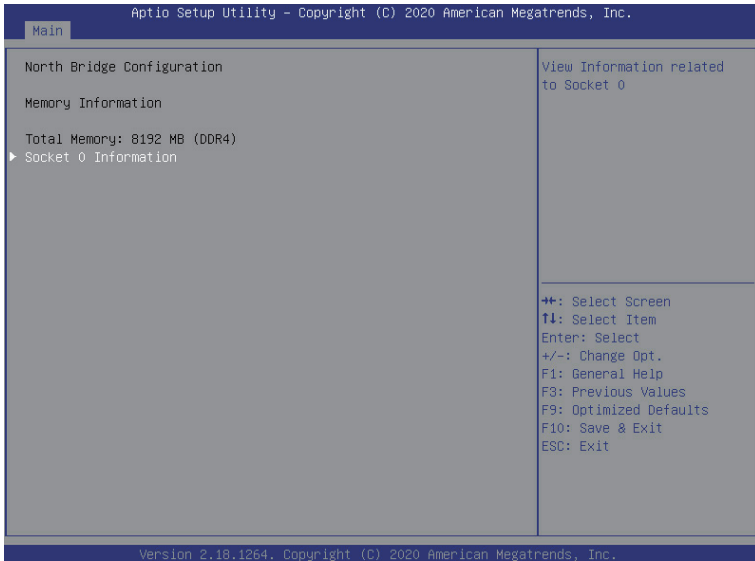 Aptio Setup Utility – Copyright (C) 2020 American Megatrends, Inc.
Main
North Bridge Configuration
Memory Information
Total Memory: 8192 MB (DDR4)
▶ Socket 0 Information
View Information related
to Socket 0
→←: Select Screen
↑↓: Select Item
Enter: Select
+/-: Change Opt.
F1: General Help
F3: Previous Values
F9: Optimized Defaults
F10: Save & Exit
ESC: Exit
Version 2.18.1264. Copyright (C) 2020 American Megatrends, Inc.